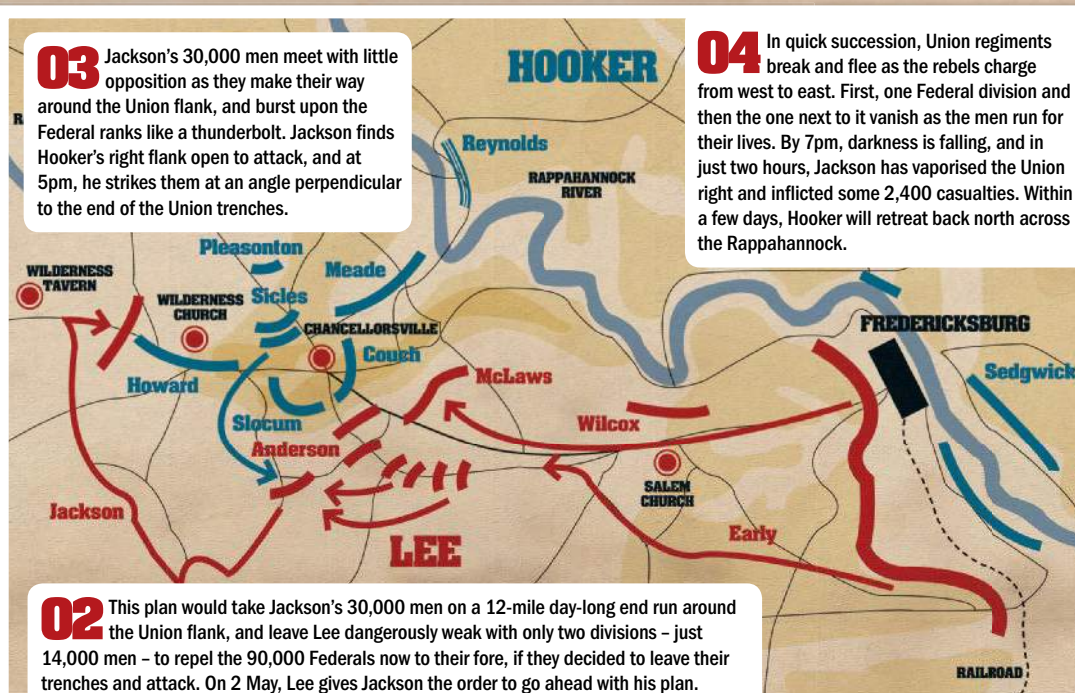 03 Jackson’s 30,000 men meet with little
opposition as they make their way
around the Union flank, and burst upon the
Federal ranks like a thunderbolt. Jackson finds
Hooker’s right flank open to attack, and at
5pm, he strikes them at an angle perpendicular
to the end of the Union trenches.
HOOKER
04 In quick succession, Union regiments
break and flee as the rebels charge
from west to east. First, one Federal division and
then the one next to it vanish as the men run for
their lives. By 7pm, darkness is falling, and in
just two hours, Jackson has vaporised the Union
right and inflicted some 2,400 casualties. Within
a few days, Hooker will retreat back north across
the Rappahannock.
Reynolds
RAPPAHANNOCK
RIVER
Pleasonton
Meade
WILDERNESS
TAVERN
WILDERNESS
CHURCH
Sicles
CHANCELLORSVILLE
Couch
FREDERICKSBURG
Howard
McLaws
Sedgwick
Slocum
Wilcox
Anderson
SALEM
CHURCH
Jackson
Early
LEE
02 This plan would take Jackson’s 30,000 men on a 12-mile day-long end run around
the Union flank, and leave Lee dangerously weak with only two divisions – just
14,000 men – to repel the 90,000 Federals now to their fore, if they decided to leave their
trenches and attack. On 2 May, Lee gives Jackson the order to go ahead with his plan.
RAILROAD